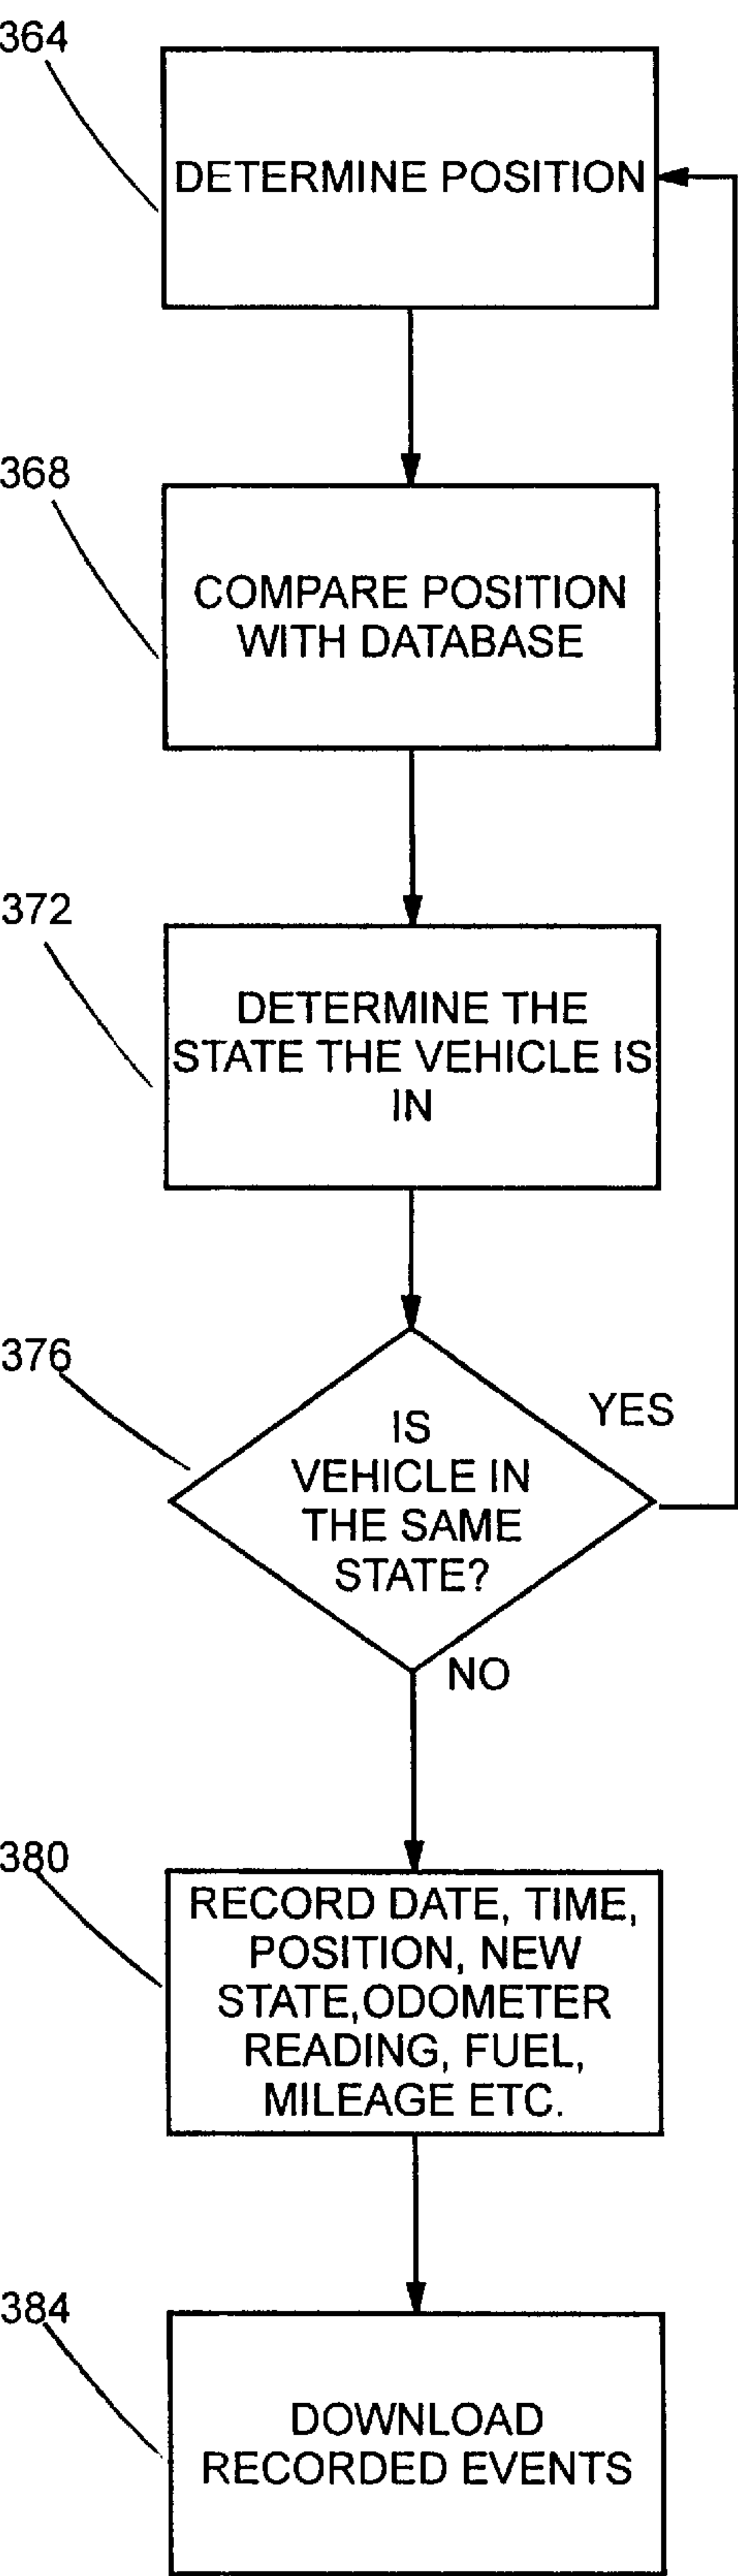 364
DETERMINE POSITION
368
COMPARE POSITION
WITH DATABASE
372
DETERMINE THE
STATE THE VEHICLE IS
IN
376
IS
VEHICLE IN
THE SAME
STATE?
YES
NO
380
RECORD DATE, TIME,
POSITION, NEW
STATE,ODOMETER
READING, FUEL,
MILEAGE ETC.
384
DOWNLOAD
RECORDED EVENTS